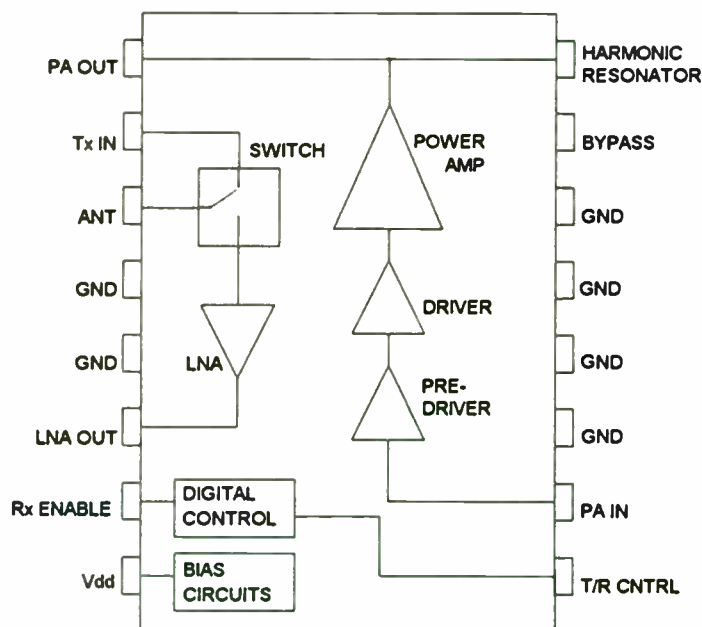 PA OUT
HARMONIC
RESONATOR
Tx IN
SWITCH
POWER
AMP
BYPASS
ANT
GND
GND
GND
DRIVER
GND
GND
LNA
GND
PRE-
DRIVER
LNA OUT
GND
Rx ENABLE
DIGITAL
CONTROL
PA IN
Vdd
BIAS
CIRCUITS
T/R CNTRL